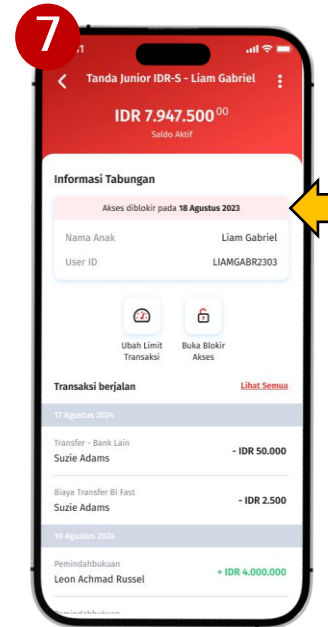 7
1
Tanda Junior IDR-S - Liam Gabriel
IDR 7.947.500⁰⁰
Saldo Aktif
Informasi Tabungan
Akses diblokir pada 18 Agustus 2023
Nama Anak Liam Gabriel
User ID LIAMGABR2303
Ubah Limit Transaksi
Buka Blokir Akses
Transaksi berjalan Lihat Semua
17 Agustus 2024
Transfer - Bank Lain
Suzie Adams - IDR 50.000
Biaya Transfer BI Fast
Suzie Adams - IDR 2.500
10 Agustus 2024
Pemindahbukuan
Leon Achmad Russel + IDR 4.000.000
Pemindahbukuan